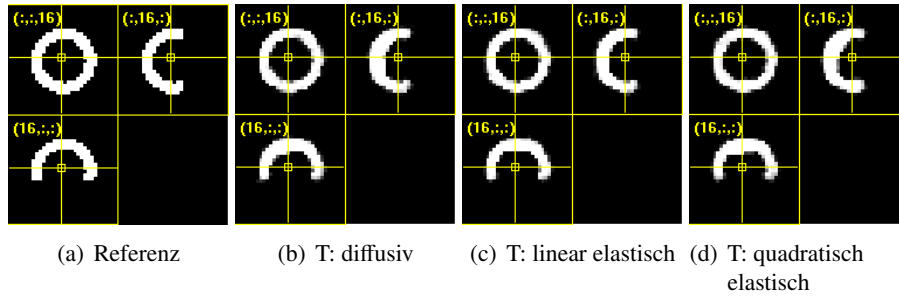 (:,:,16) (:,16,:)
(16,:,:)
(:,:,16) (:,16,:)
(16,:,:)
(:,:,16) (:,16,:)
(16,:,:)
(:,:,16) (:,16,:)
(16,:,:)
(a) Referenz
(b) T: diffusiv
(c) T: linear elastisch
(d) T: quadratisch
elastisch